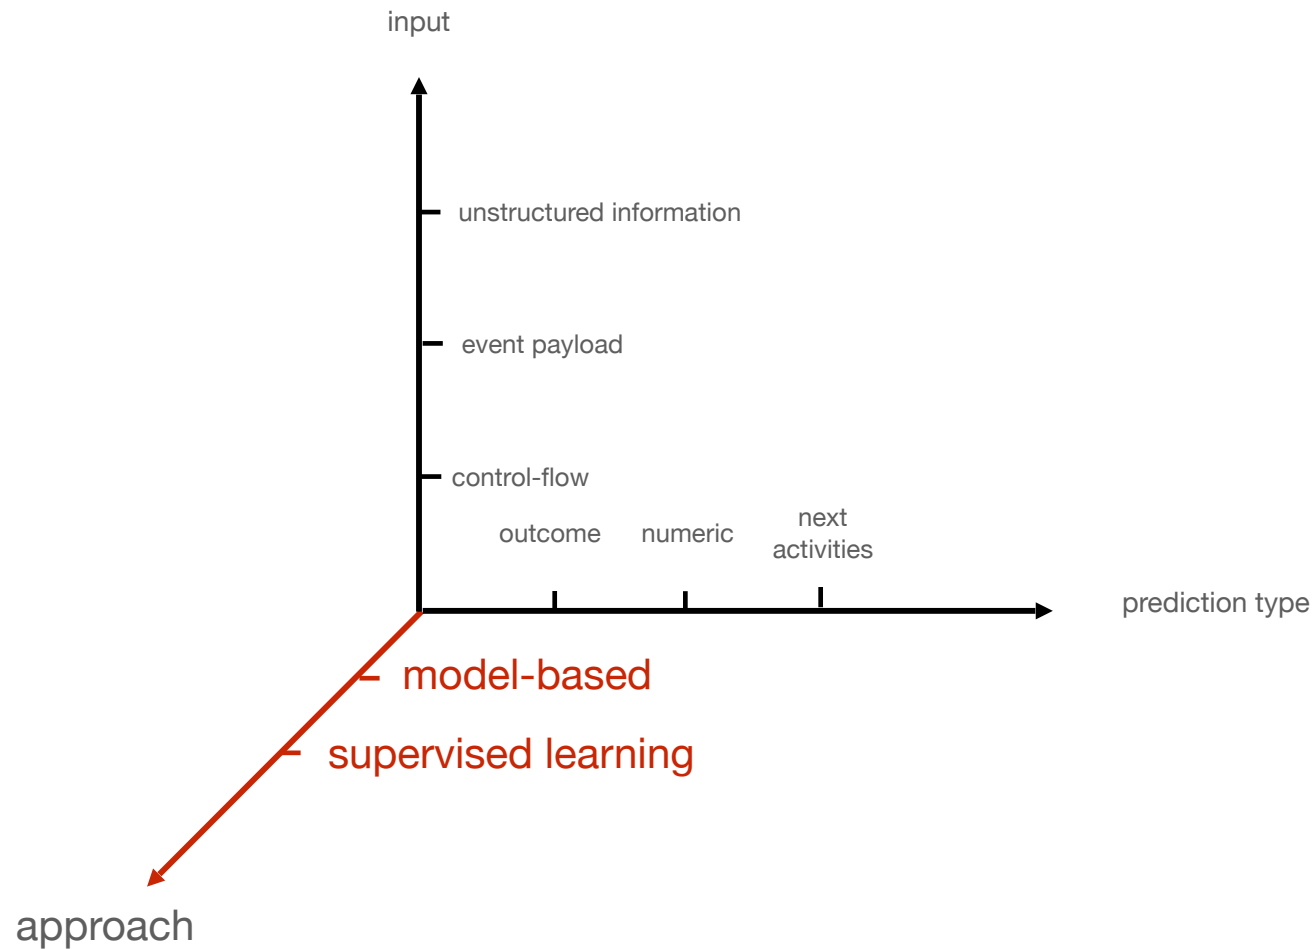 input
unstructured information
event payload
control-flow
outcome
numeric
next
activities
prediction type
model-based
supervised learning
approach